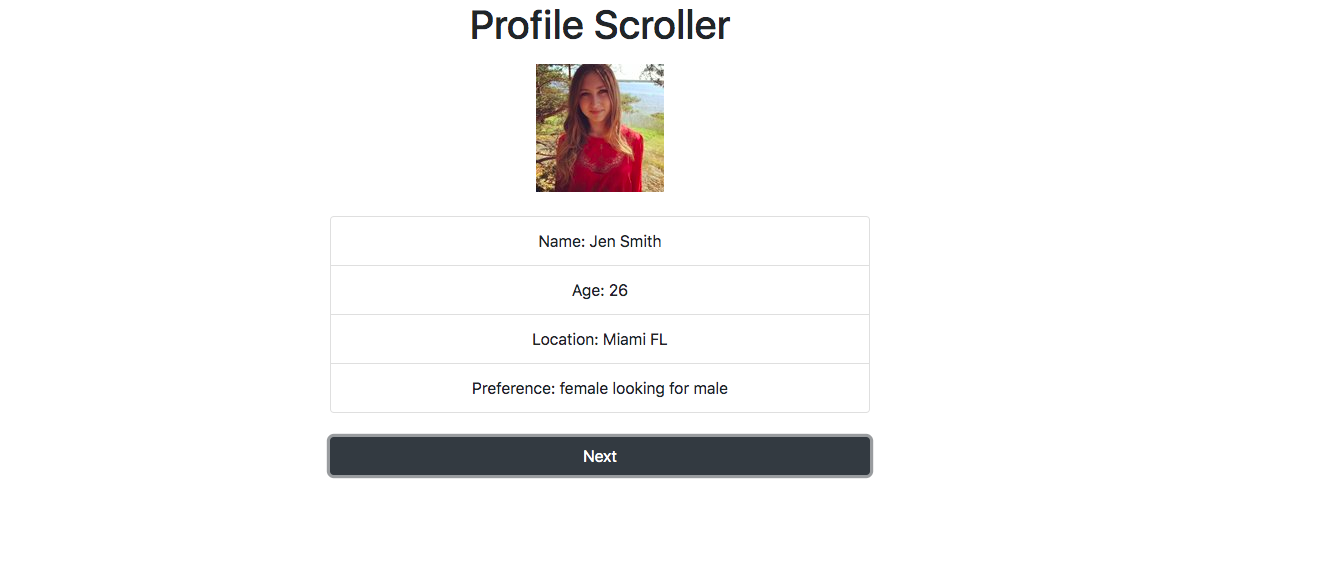 Profile Scroller
Name: Jen Smith
Age: 26
Location: Miami FL
Preference: female looking for male
Next